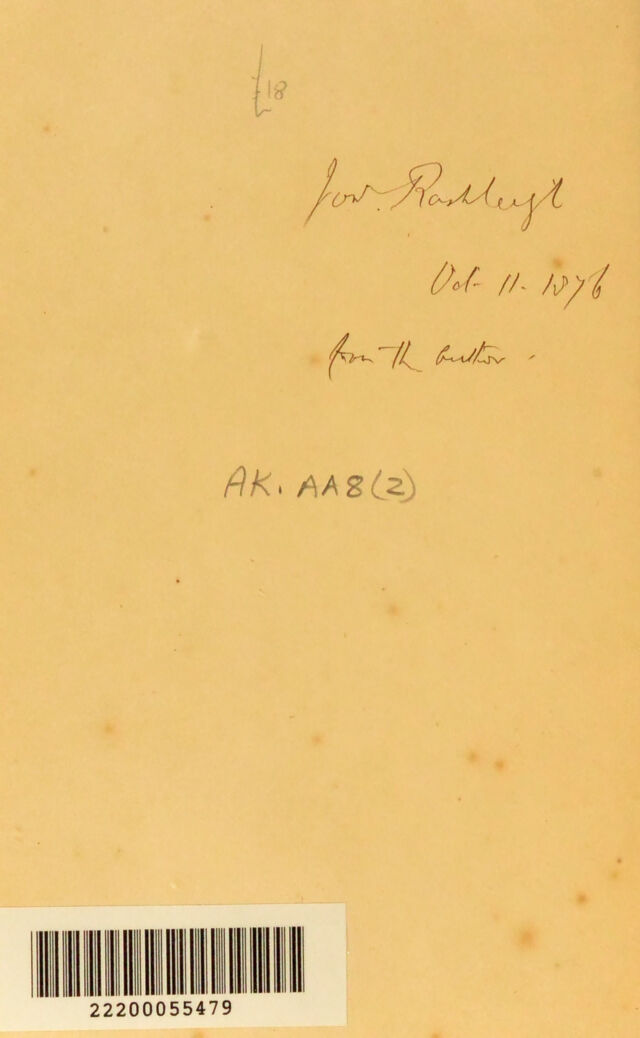 £18
Jon.ⁿ Rashleigh
Oct. 11. 1876
from the author.
AK. AA8(2)
22200055479